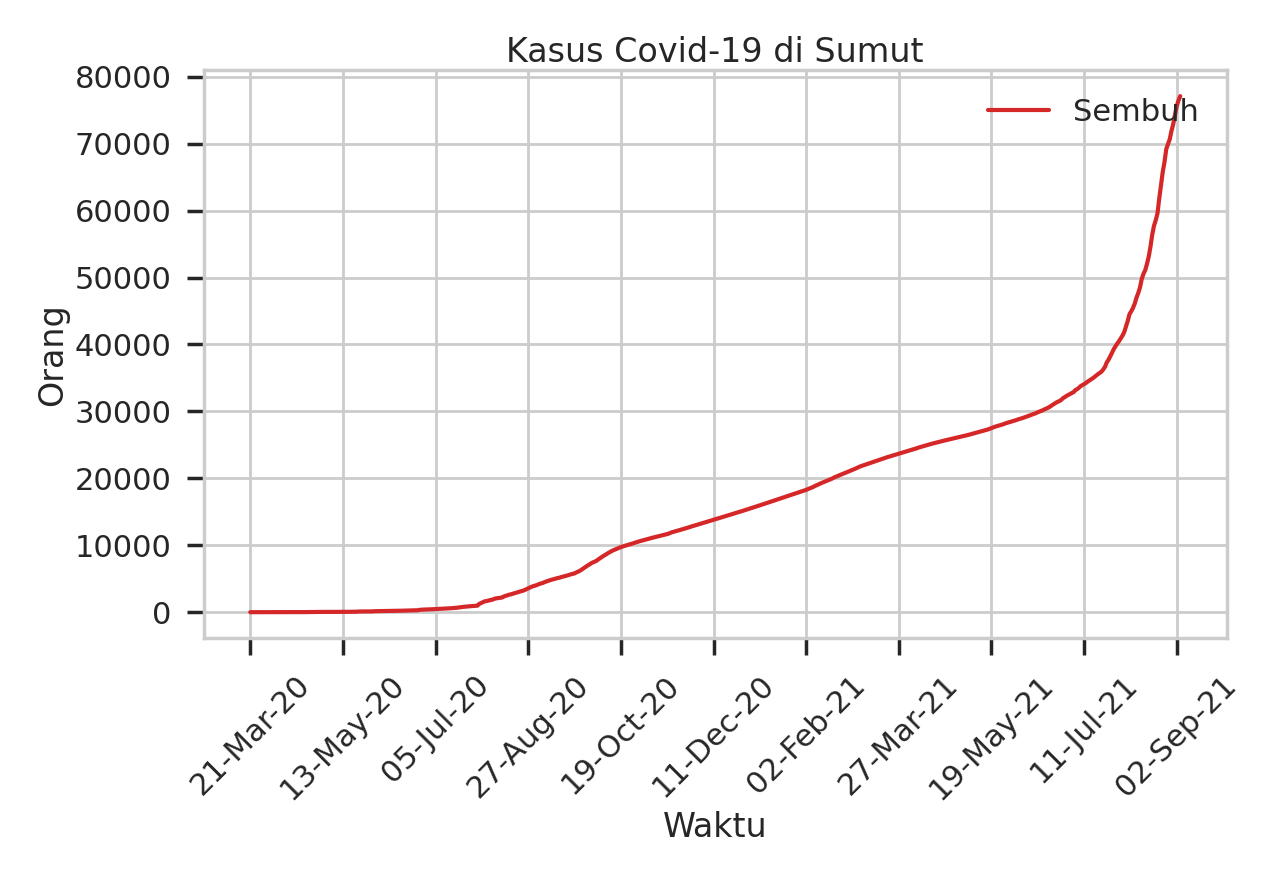 Kasus Covid-19 di Sumut
Sembuh
80000
70000
60000
50000
40000
30000
20000
10000
0
Orang
21-Mar-20
13-May-20
05-Jul-20
27-Aug-20
19-Oct-20
11-Dec-20
02-Feb-21
27-Mar-21
19-May-21
11-Jul-21
02-Sep-21
Waktu